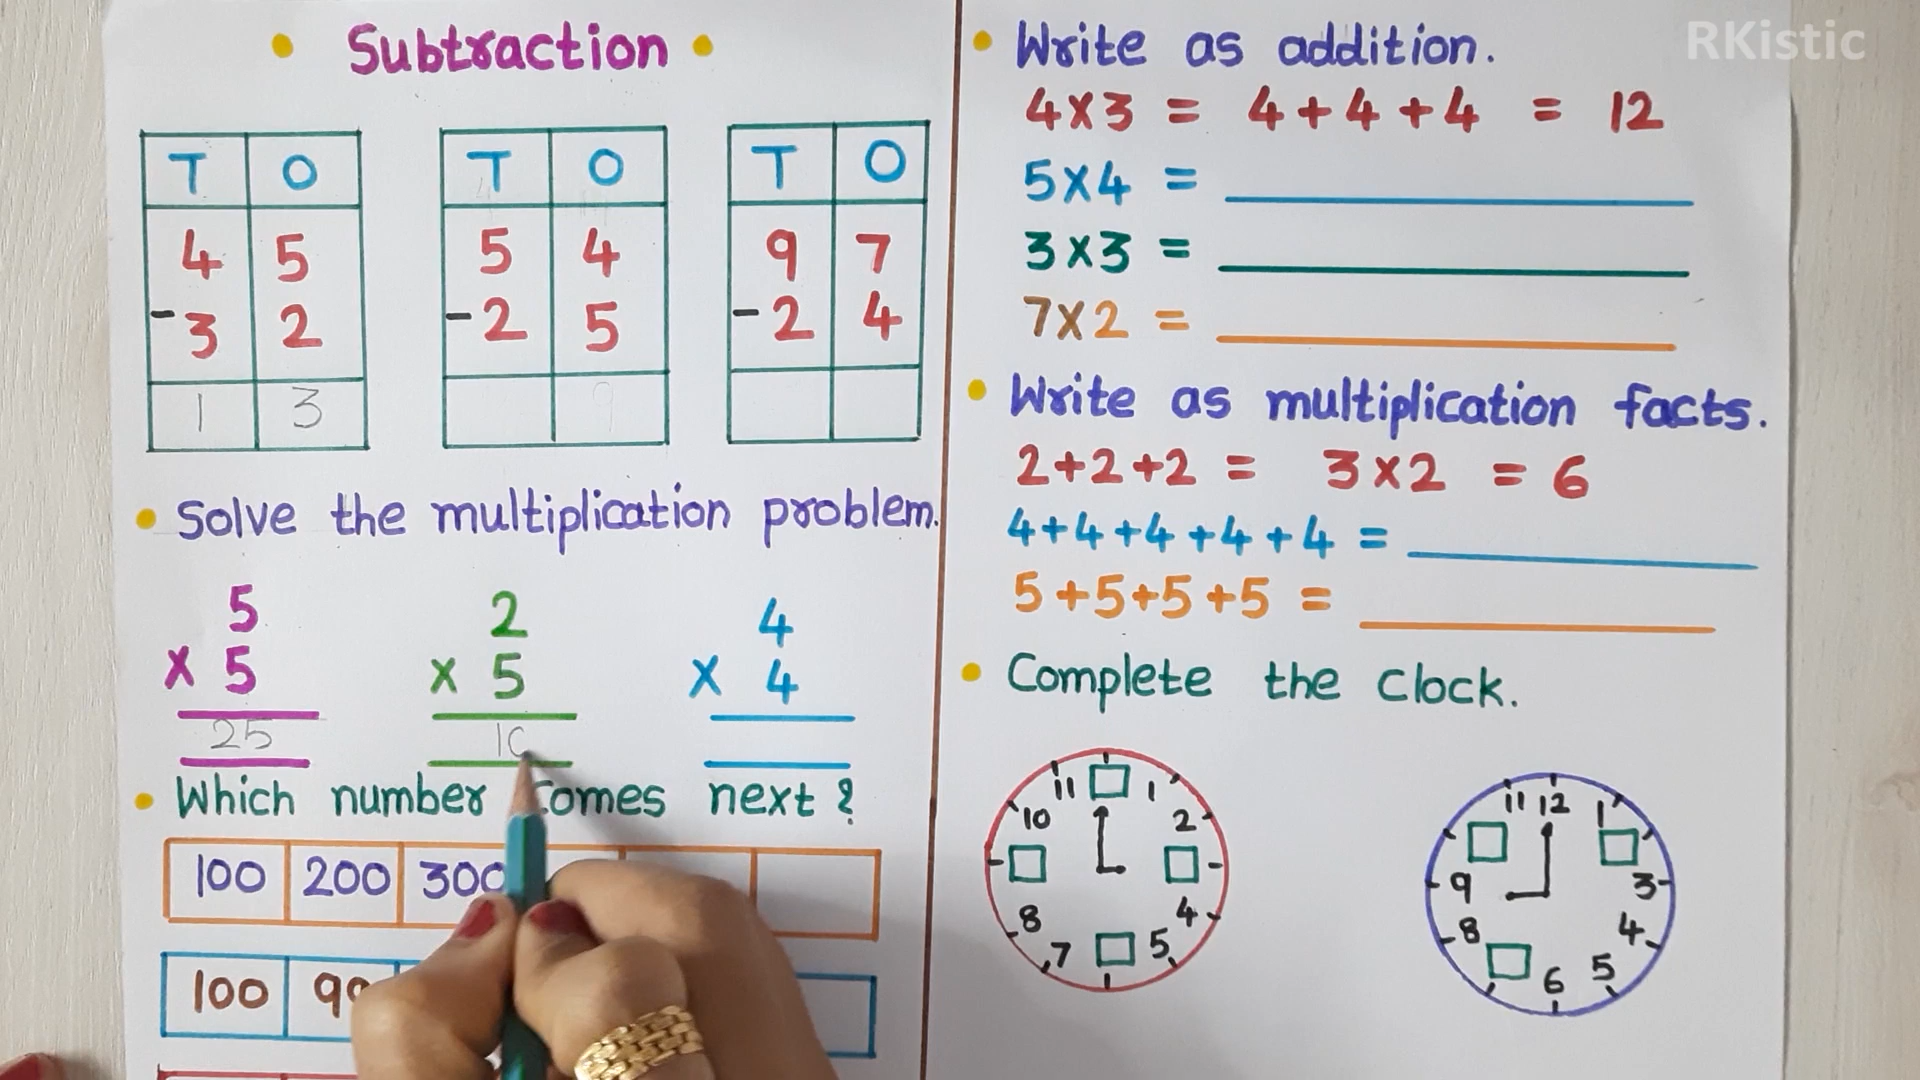 RKistic
Subtraction
T O
4 5
-3 2
1 3
T O
5 4
-2 5
9
T O
9 7
-2 4
Solve the multiplication problem.
5
X 5
25
2
X 5
10
4
X 4
Which number comes next?
100 200 300
100
Write as addition.
4X3 = 4+4+4 = 12
5X4 =
3X3 =
7X2 =
Write as multiplication facts.
2+2+2 = 3X2 = 6
4+4+4+4+4 =
5+5+5+5 =
Complete the Clock.
11 1
10 2
8 4
7 5
11 12 1
9 3
8 4
6 5